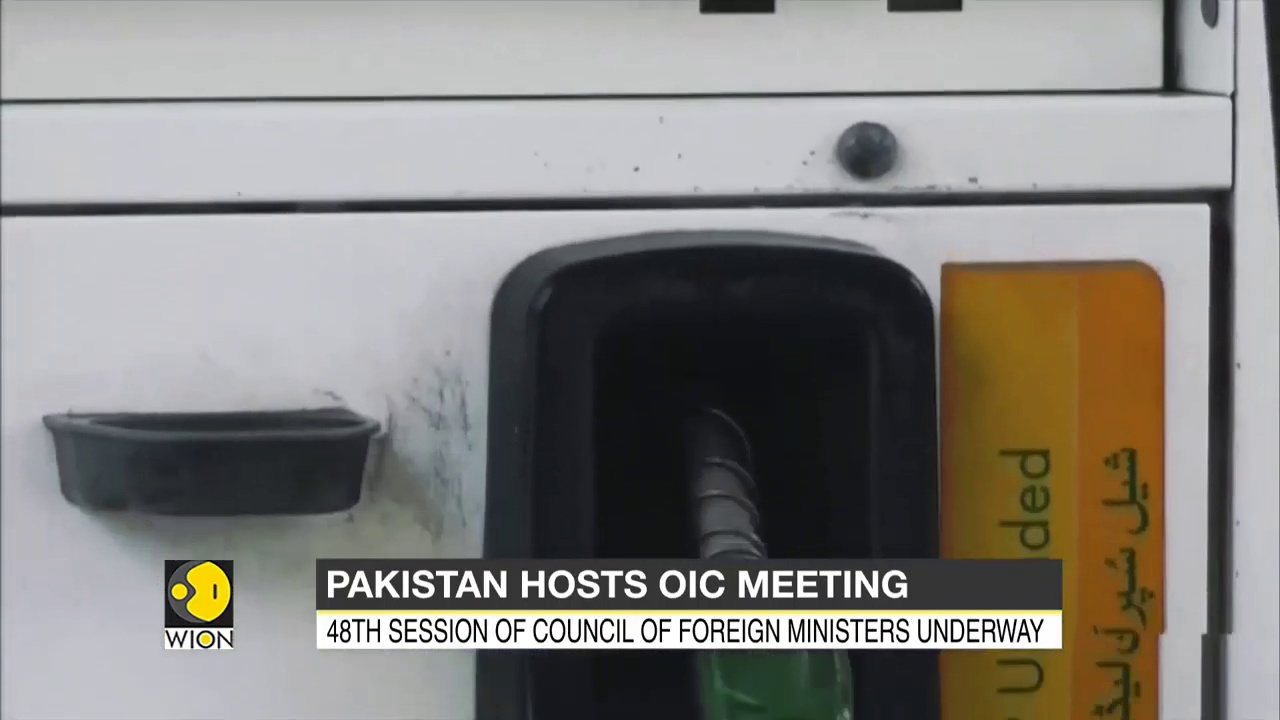 U ded
شیل سُپر
PAKISTAN HOSTS OIC MEETING
48TH SESSION OF COUNCIL OF FOREIGN MINISTERS UNDERWAY
WION